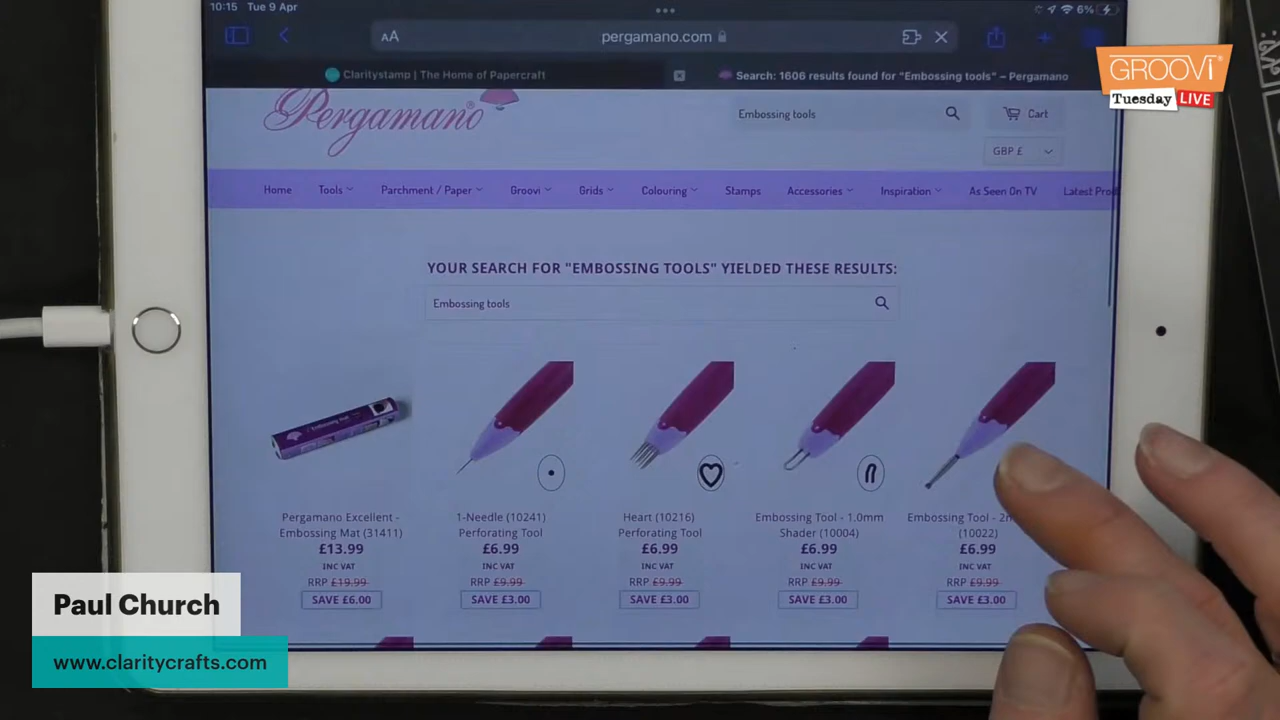 10:15 Tue 9 Apr
6%
AA
pergamano.com
Claritystamp | The Home of Papercraft
Search: 1606 results found for "Embossing tools" – Pergamano
GROOVI
Tuesday LIVE
Pergamano
Embossing tools
Cart
GBP £
Home Tools Parchment / Paper Groovi Grids Colouring Stamps Accessories Inspiration As Seen On TV Latest
YOUR SEARCH FOR "EMBOSSING TOOLS" YIELDED THESE RESULTS:
Embossing tools
Pergamano Excellent -
Embossing Mat (31411)
£13.99
INC VAT
RRP £19.99
SAVE £6.00
1-Needle (10241)
Perforating Tool
£6.99
INC VAT
RRP £9.99
SAVE £3.00
Heart (10216)
Perforating Tool
£6.99
INC VAT
RRP £9.99
SAVE £3.00
Embossing Tool - 1.0mm
Shader (10004)
£6.99
INC VAT
RRP £9.99
SAVE £3.00
Embossing Tool -
(10022)
£6.99
INC VAT
RRP £9.99
SAVE £3.00
Paul Church
www.claritycrafts.com